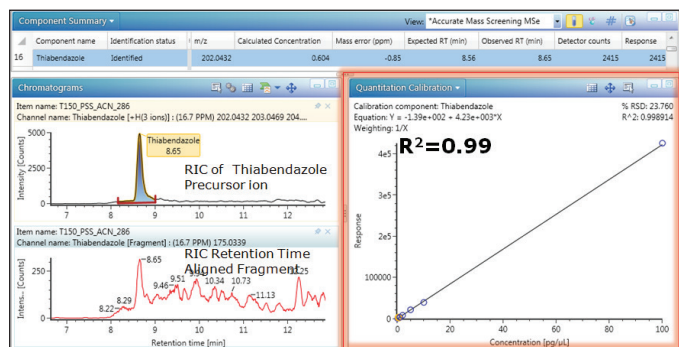 Component Summary
View: *Accurate Mass Screening MSe
Component name Identification status m/z Calculated Concentration Mass error (ppm) Expected RT (min) Observed RT (min) Detector counts Response
16 Thiabendazole Identified 202.0432 0.604 -0.85 8.56 8.65 2415 2415
Chromatograms
Item name: T150_PSS_ACN_286
Channel name: Thiabendazole [+H(3 ions)] : (16.7 PPM) 202.0432 203.0469 204....
Intensity [Counts]
5000
0
Thiabendazole
8.65
RIC of Thiabendazole
Precursor ion
7 8 9 10 11 12
Item name: T150_PSS_ACN_286
Channel name: Thiabendazole [Fragment] : (16.7 PPM) 175.0339
RIC Retention Time
Aligned Fragment
Intens... [Counts]
250
0
8.22
8.29
8.65
9.46
9.51
10.34
10.73
11.13
7 8 9 10 11 12
Retention time [min]
Quantitation Calibration
Calibration component: Thiabendazole % RSD: 23.760
Equation: Y = -1.39e+002 + 4.23e+003*X R^2: 0.998914
Weighting: 1/X
R²=0.99
Response
4e5
3e5
2e5
100000
0
0 20 40 60 80 100
Concentration [pg/µL]